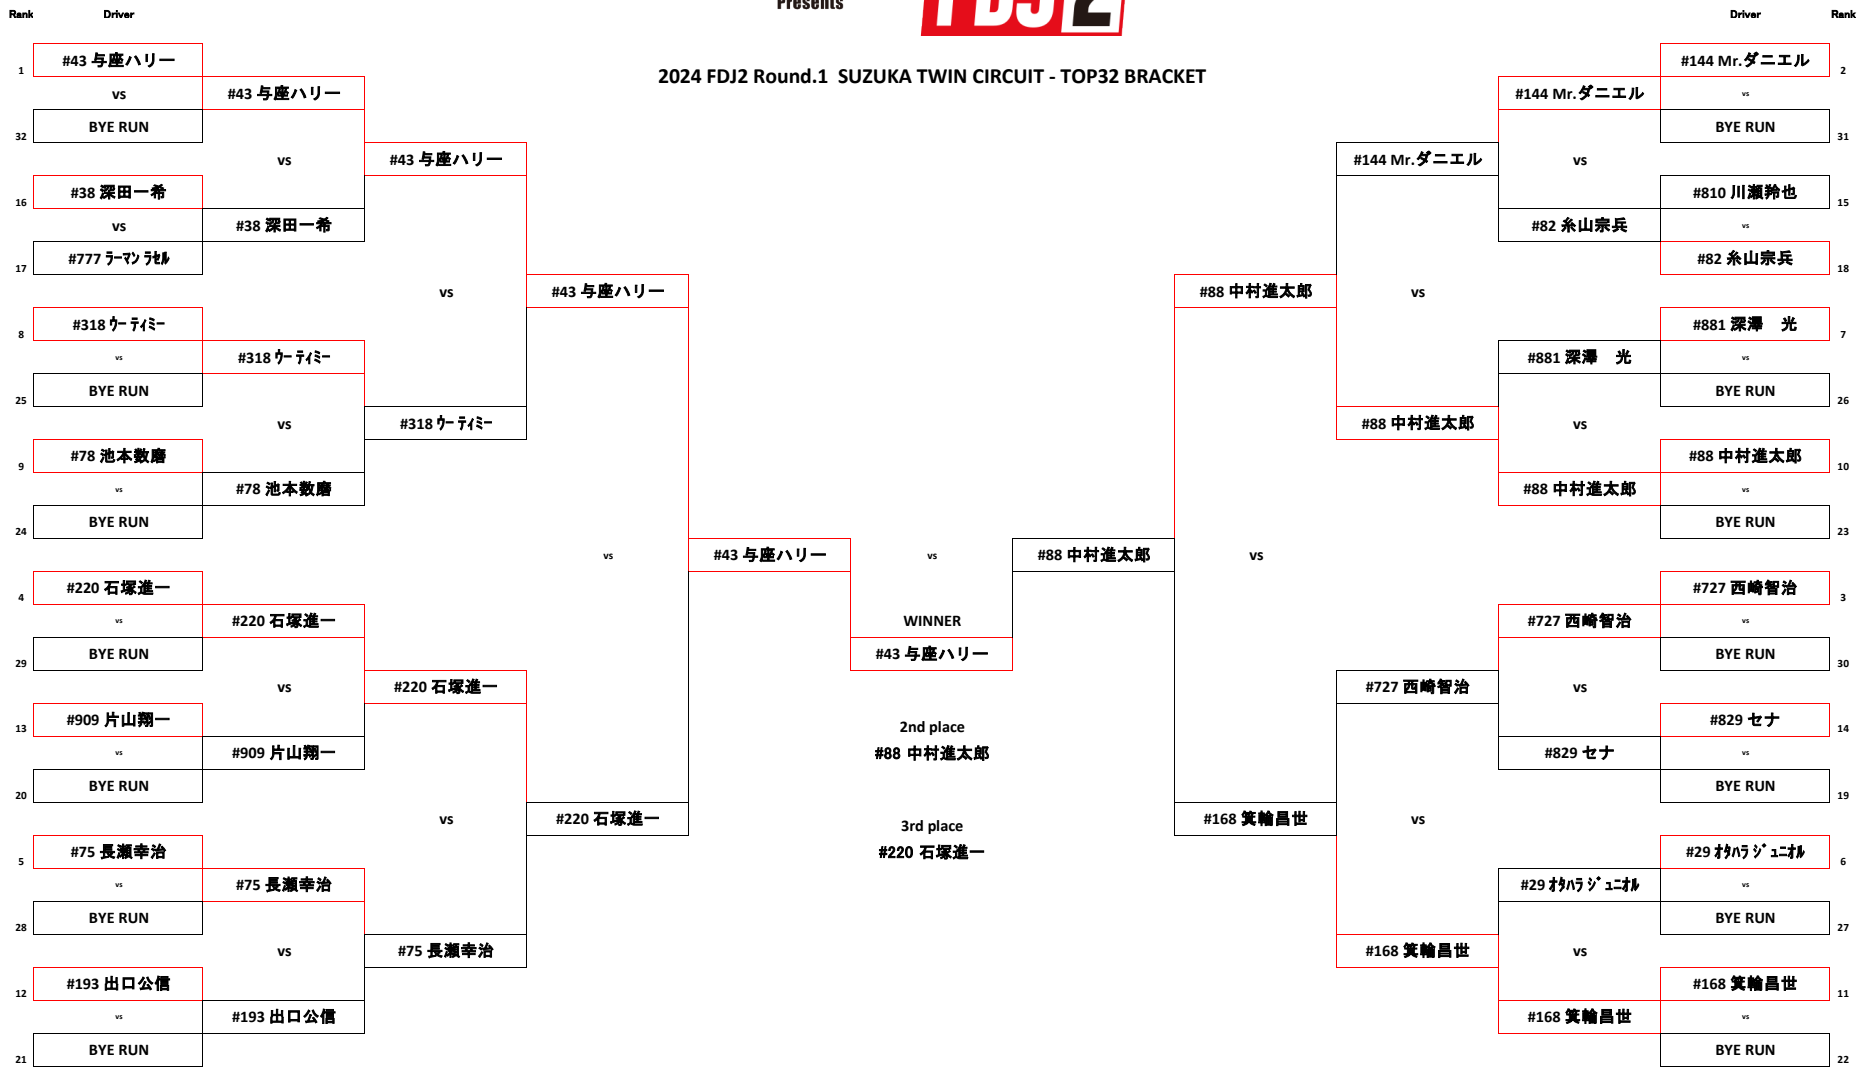 Presents
FDJ2
Rank Driver Driver Rank
2024 FDJ2 Round.1 SUZUKA TWIN CIRCUIT - TOP32 BRACKET
1 #43 与座ハリー
vs
32 BYE RUN
16 #38 深田一希
vs
17 #777 ﾗｰﾏﾝ ﾗｾﾙ
8 #318 ｳｰ ﾃｨﾐｰ
vs
25 BYE RUN
9 #78 池本数磨
vs
24 BYE RUN
4 #220 石塚進一
vs
29 BYE RUN
13 #909 片山翔一
vs
20 BYE RUN
5 #75 長瀬幸治
vs
28 BYE RUN
12 #193 出口公信
vs
21 BYE RUN
#43 与座ハリー
vs
#38 深田一希
#318 ｳｰ ﾃｨﾐｰ
vs
#78 池本数磨
#220 石塚進一
vs
#909 片山翔一
#75 長瀬幸治
vs
#193 出口公信
#43 与座ハリー
vs
#318 ｳｰ ﾃｨﾐｰ
#220 石塚進一
vs
#75 長瀬幸治
#43 与座ハリー
vs
#220 石塚進一
#43 与座ハリー
vs
#88 中村進太郎
WINNER
#43 与座ハリー
2nd place
#88 中村進太郎
3rd place
#220 石塚進一
#88 中村進太郎
vs
#168 箕輪昌世
#144 Mr.ダニエル
vs
#88 中村進太郎
#727 西崎智治
vs
#168 箕輪昌世
#144 Mr.ダニエル
vs
#82 糸山宗兵
#881 深澤　光
vs
#88 中村進太郎
#727 西崎智治
vs
#829 セナ
#29 ｵﾀﾊﾗ ｼﾞｭﾆｵﾙ
vs
#168 箕輪昌世
#144 Mr.ダニエル 2
vs
BYE RUN 31
#810 川瀬羚也 15
vs
#82 糸山宗兵 18
#881 深澤　光 7
vs
BYE RUN 26
#88 中村進太郎 10
vs
BYE RUN 23
#727 西崎智治 3
vs
BYE RUN 30
#829 セナ 14
vs
BYE RUN 19
#29 ｵﾀﾊﾗ ｼﾞｭﾆｵﾙ 6
vs
BYE RUN 27
#168 箕輪昌世 11
vs
BYE RUN 22